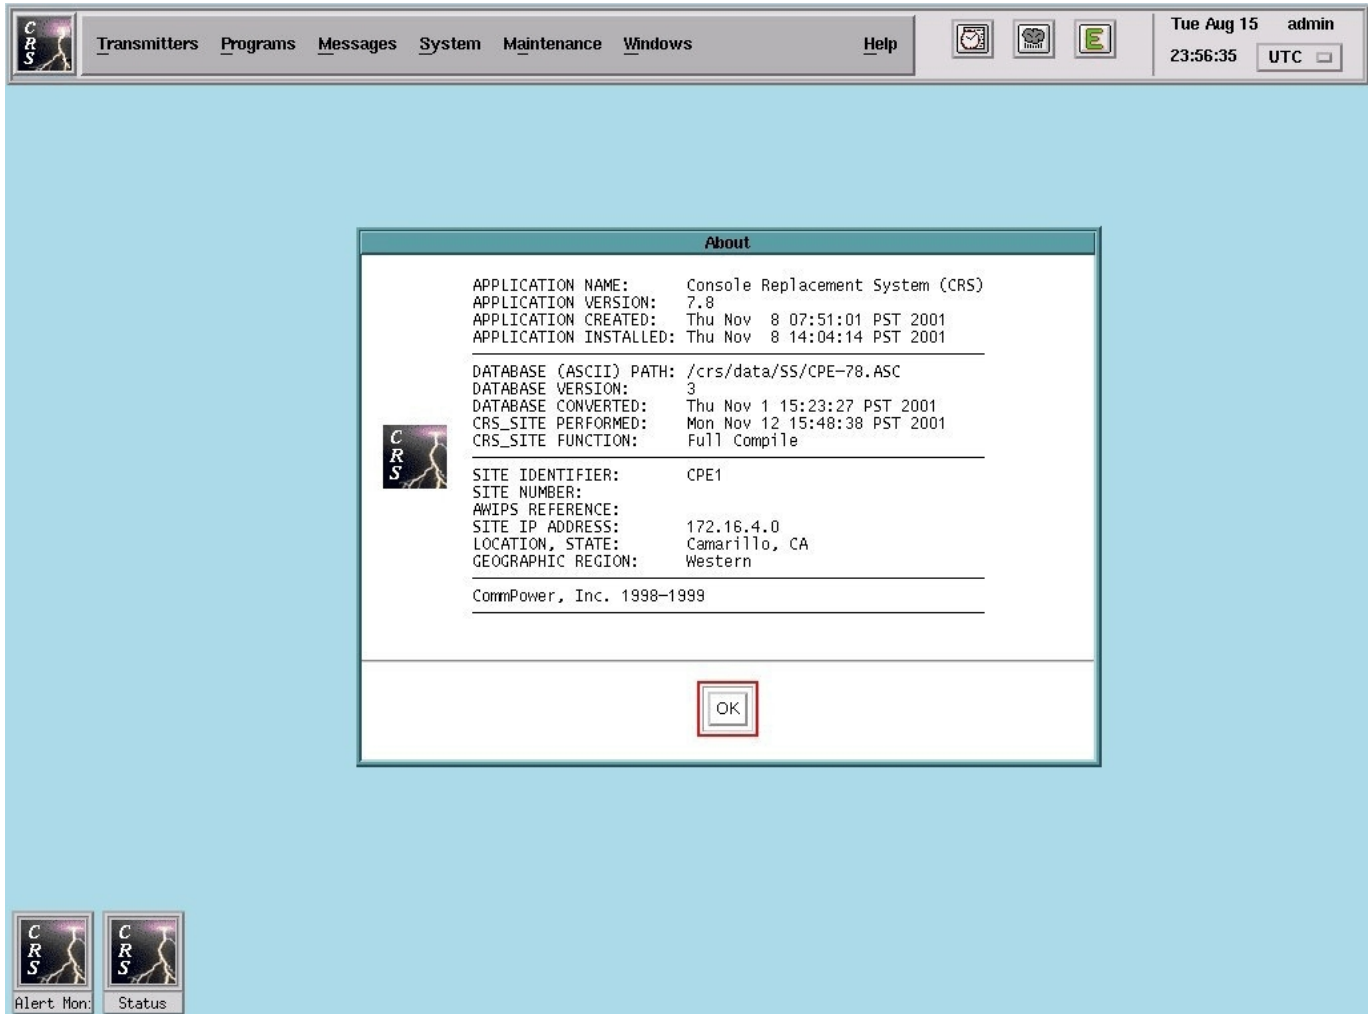 CRS
Transmitters Programs Messages System Maintenance Windows Help
E
Tue Aug 15 admin
23:56:35 UTC
About
APPLICATION NAME: Console Replacement System (CRS)
APPLICATION VERSION: 7.8
APPLICATION CREATED: Thu Nov 8 07:51:01 PST 2001
APPLICATION INSTALLED: Thu Nov 8 14:04:14 PST 2001
DATABASE (ASCII) PATH: /crs/data/SS/CPE-78.ASC
DATABASE VERSION: 3
DATABASE CONVERTED: Thu Nov 1 15:23:27 PST 2001
CRS_SITE PERFORMED: Mon Nov 12 15:48:38 PST 2001
CRS_SITE FUNCTION: Full Compile
CRS
SITE IDENTIFIER: CPE1
SITE NUMBER:
AWIPS REFERENCE:
SITE IP ADDRESS: 172.16.4.0
LOCATION, STATE: Camarillo, CA
GEOGRAPHIC REGION: Western
CommPower, Inc. 1998-1999
OK
CRS
CRS
Alert Mon:
Status